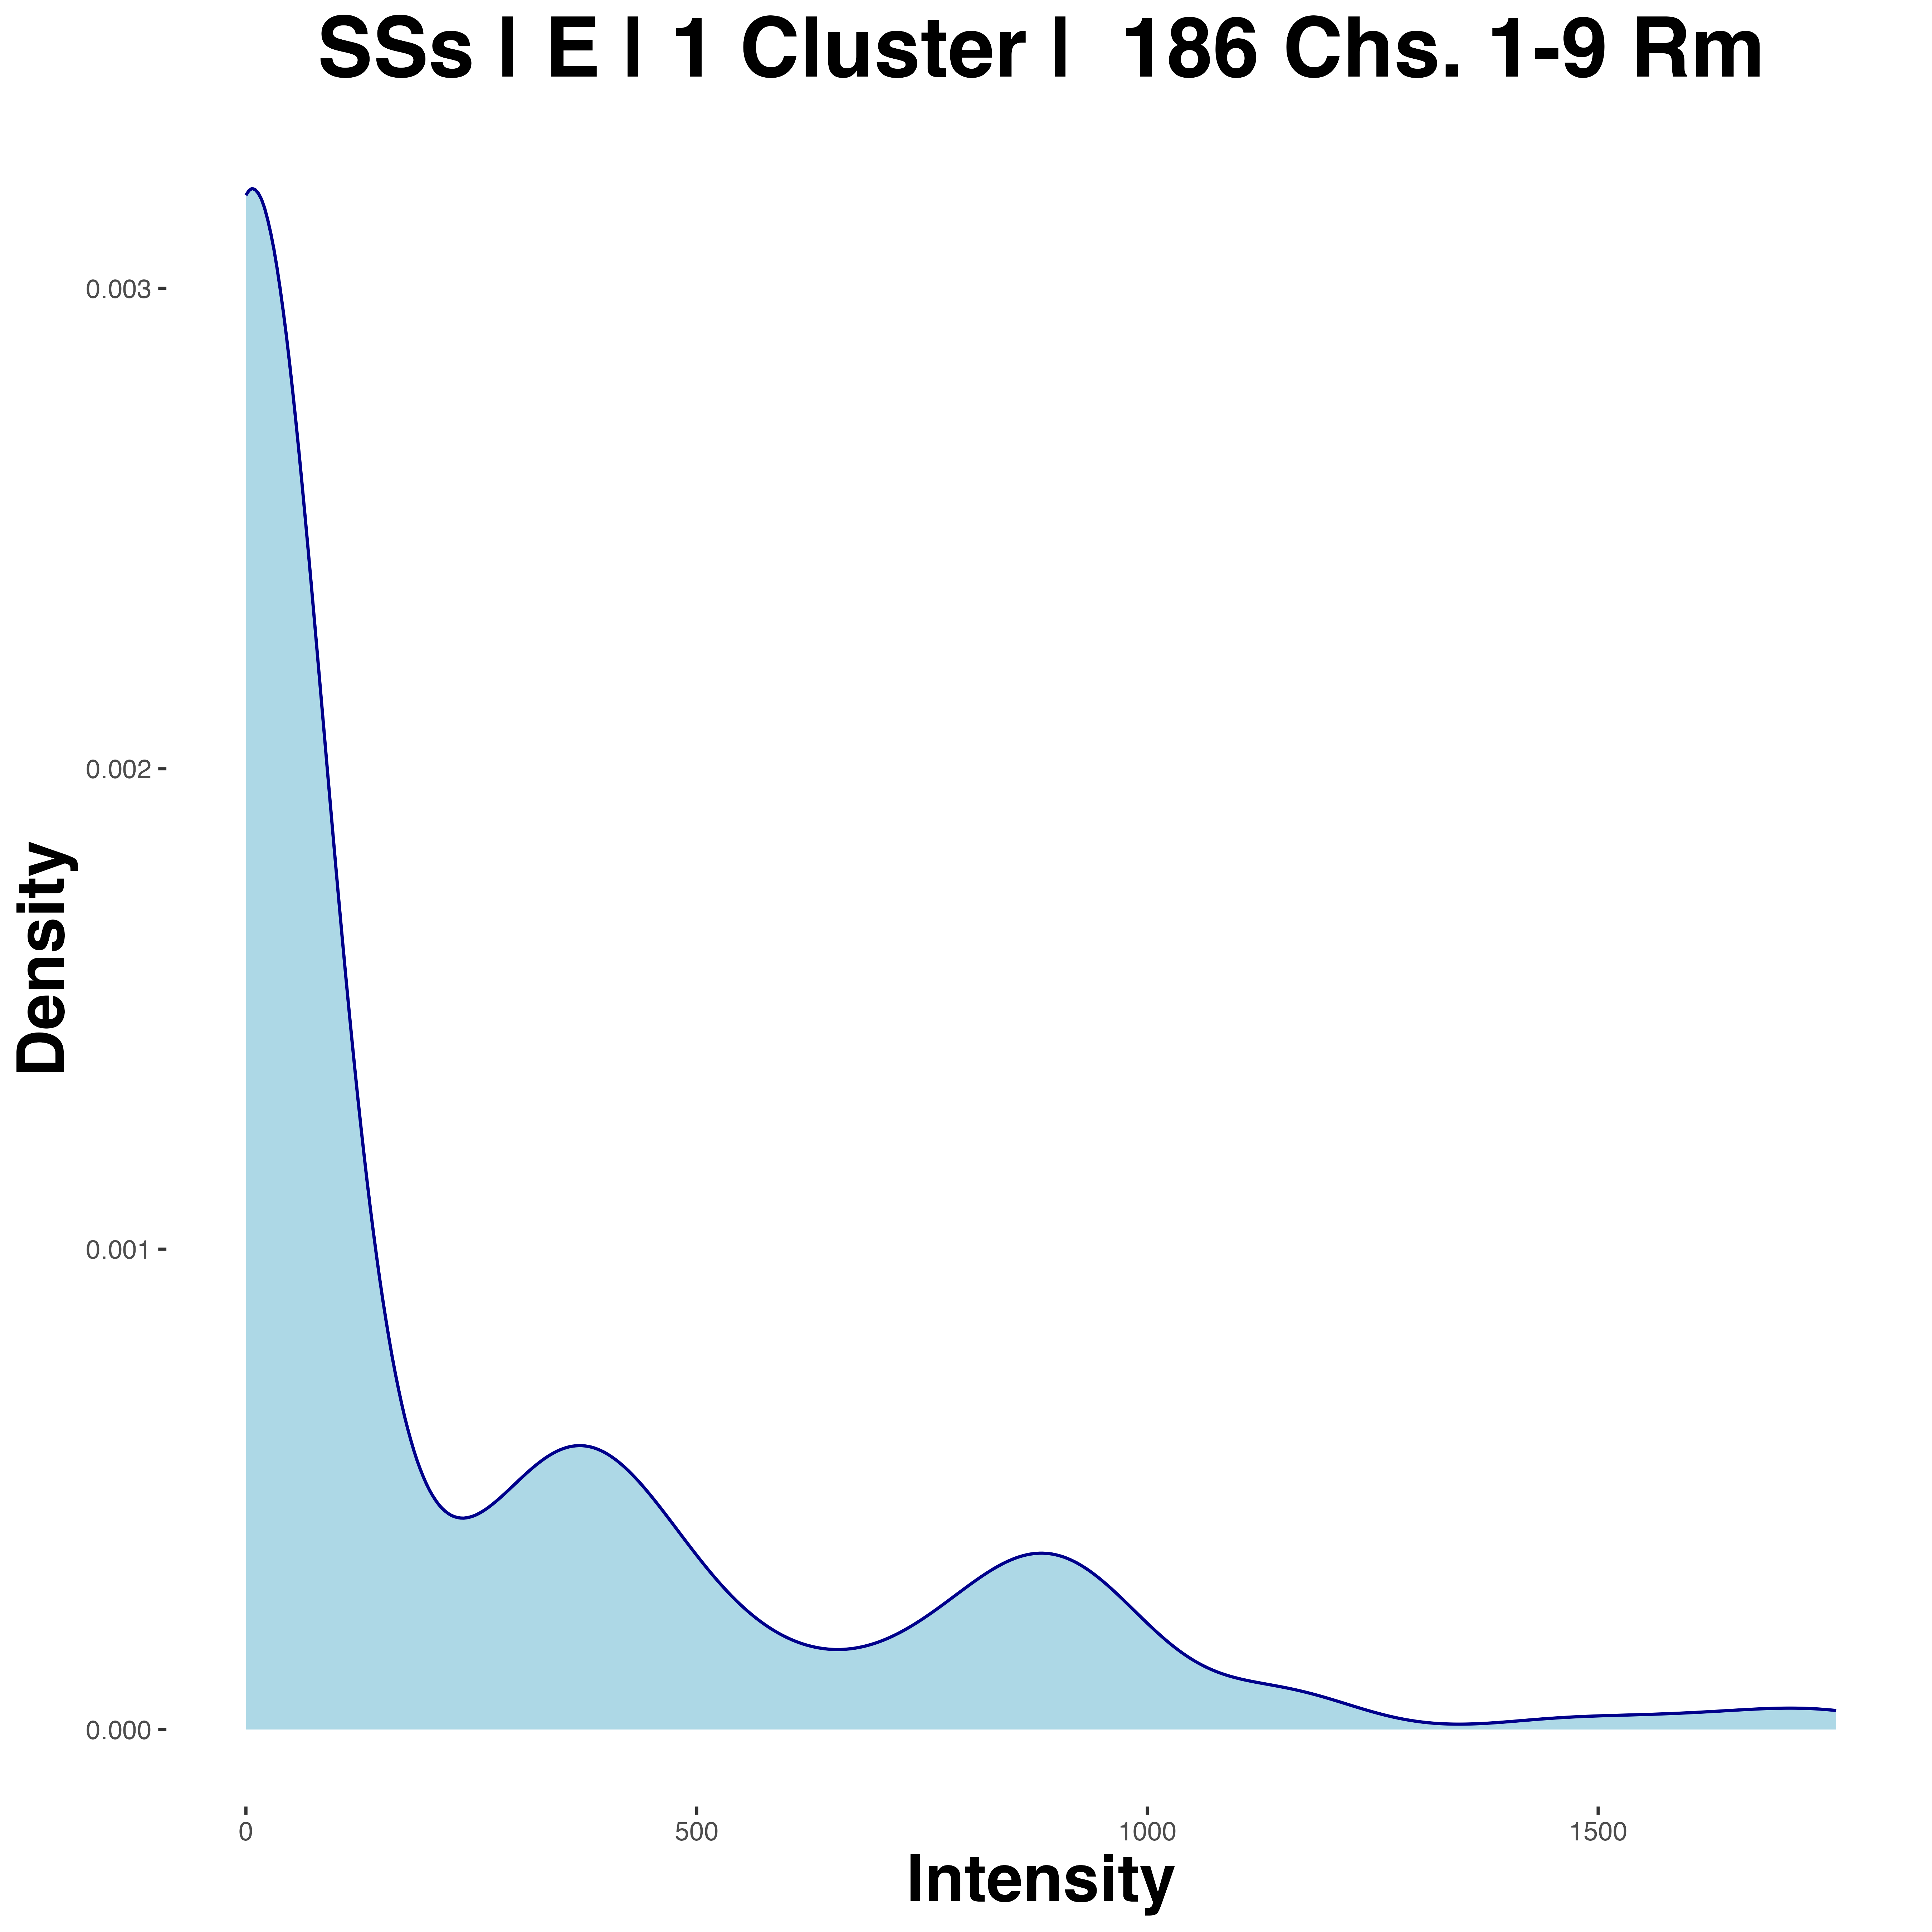 SSs | E | 1 Cluster |  186 Chs. 1-9 Rm
0.003
0.002
0.001
0.000
Density
0 500 1000 1500
Intensity